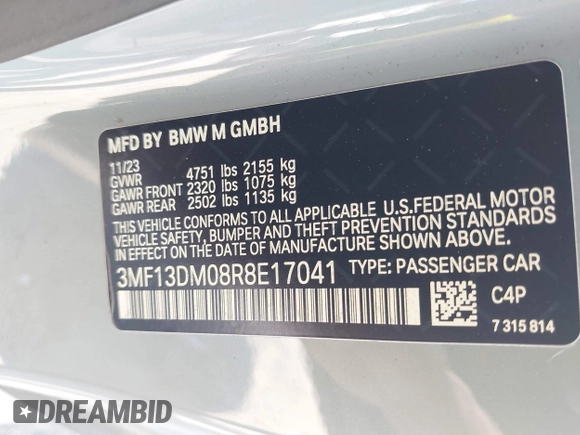 MFD BY BMW M GMBH
11/23
GVWR 4751 lbs 2155 kg
GAWR FRONT 2320 lbs 1075 kg
GAWR REAR 2502 lbs 1135 kg
THIS VEHICLE CONFORMS TO ALL APPLICABLE U.S.FEDERAL MOTOR
VEHICLE SAFETY, BUMPER AND THEFT PREVENTION STANDARDS
IN EFFECT ON THE DATE OF MANUFACTURE SHOWN ABOVE.
3MF13DM08R8E17041 TYPE: PASSENGER CAR
C4P
7 315 814
DREAMBID